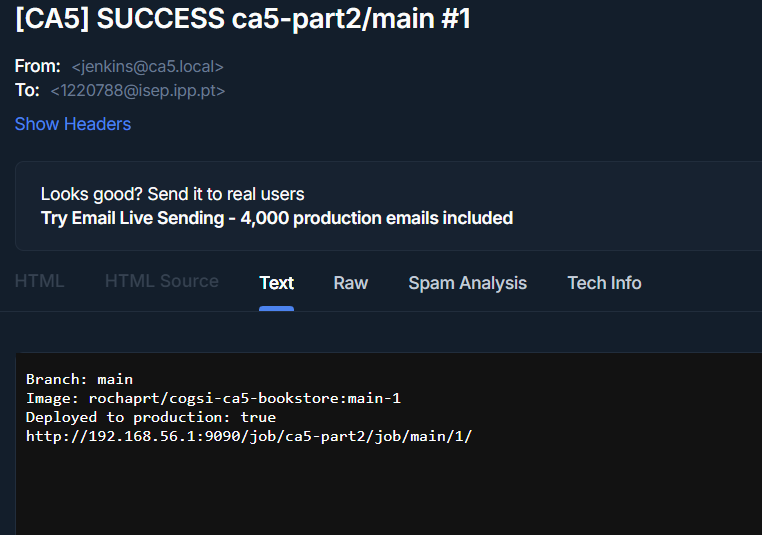 [CA5] SUCCESS ca5-part2/main #1
From: <jenkins@ca5.local>
To: <1220788@isep.ipp.pt>
Show Headers
Looks good? Send it to real users
Try Email Live Sending - 4,000 production emails included
HTML HTML Source Text Raw Spam Analysis Tech Info
Branch: main
Image: rochaprt/cogsi-ca5-bookstore:main-1
Deployed to production: true
http://192.168.56.1:9090/job/ca5-part2/job/main/1/